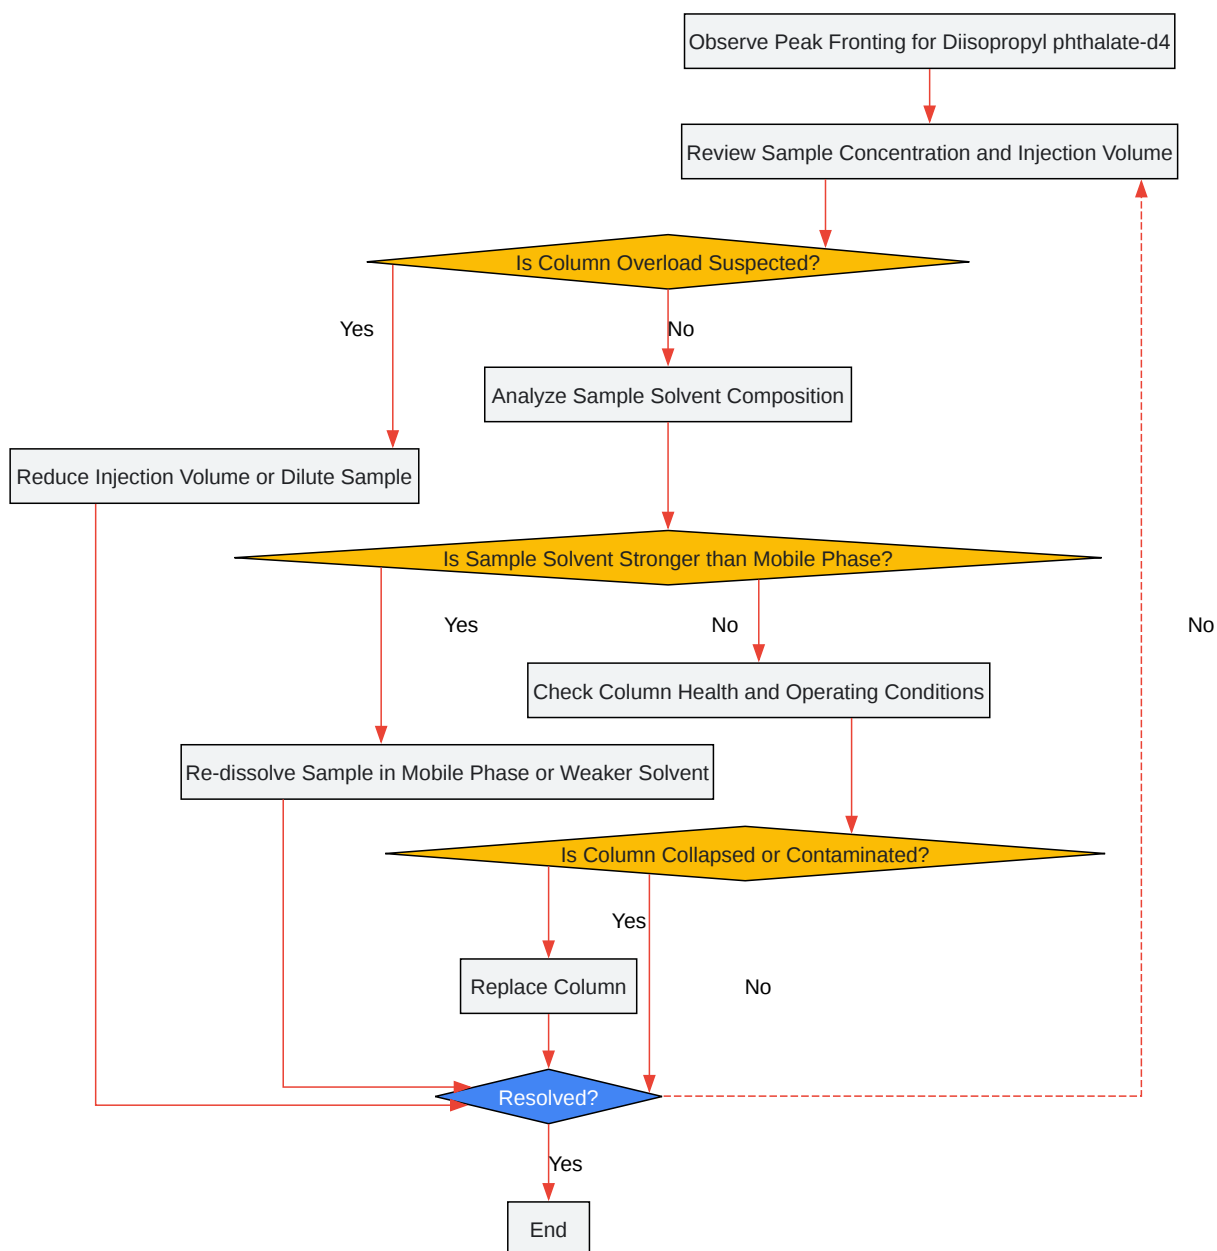 Observe Peak Fronting for Diisopropyl phthalate-d4
Review Sample Concentration and Injection Volume
Is Column Overload Suspected?
Yes
No
Analyze Sample Solvent Composition
Reduce Injection Volume or Dilute Sample
Is Sample Solvent Stronger than Mobile Phase?
Yes
No
No
Check Column Health and Operating Conditions
Re-dissolve Sample in Mobile Phase or Weaker Solvent
Is Column Collapsed or Contaminated?
Yes
Replace Column
No
Resolved?
Yes
End